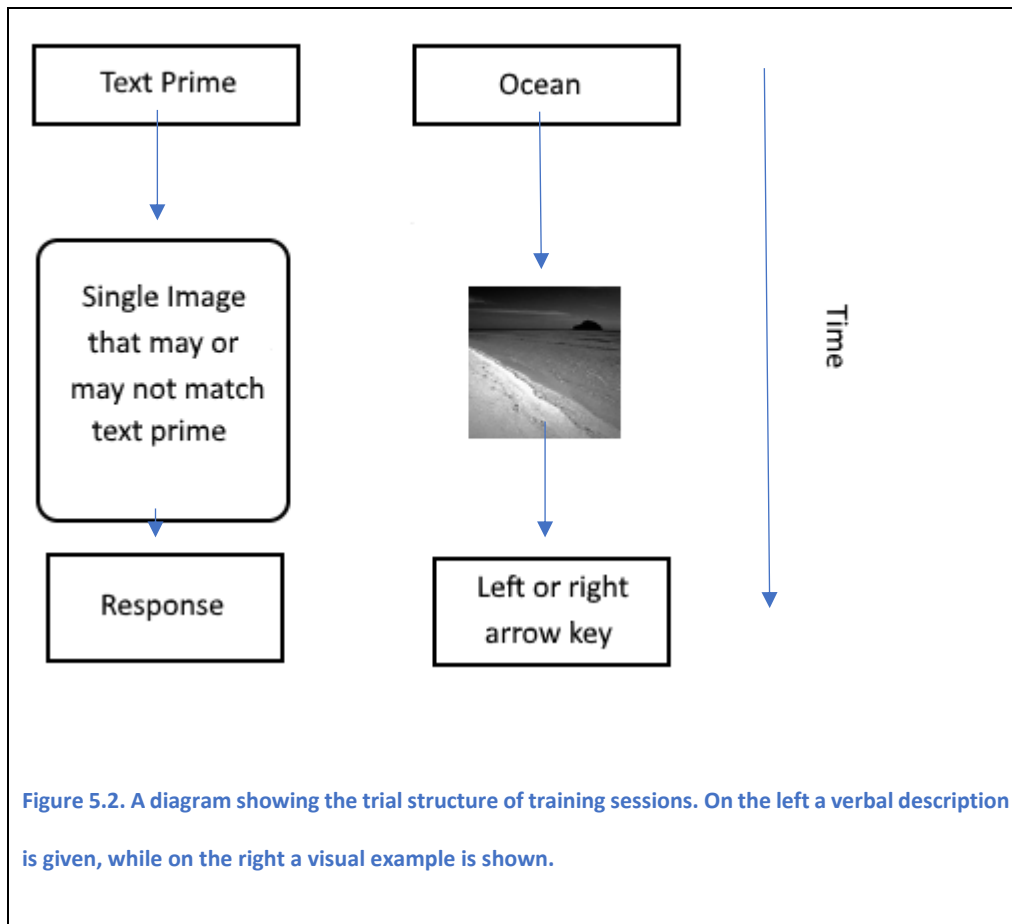 Text Prime
Ocean
Single Image
that may or
may not match
text prime
Time
Response
Left or right
arrow key
Figure 5.2. A diagram showing the trial structure of training sessions. On the left a verbal description
is given, while on the right a visual example is shown.